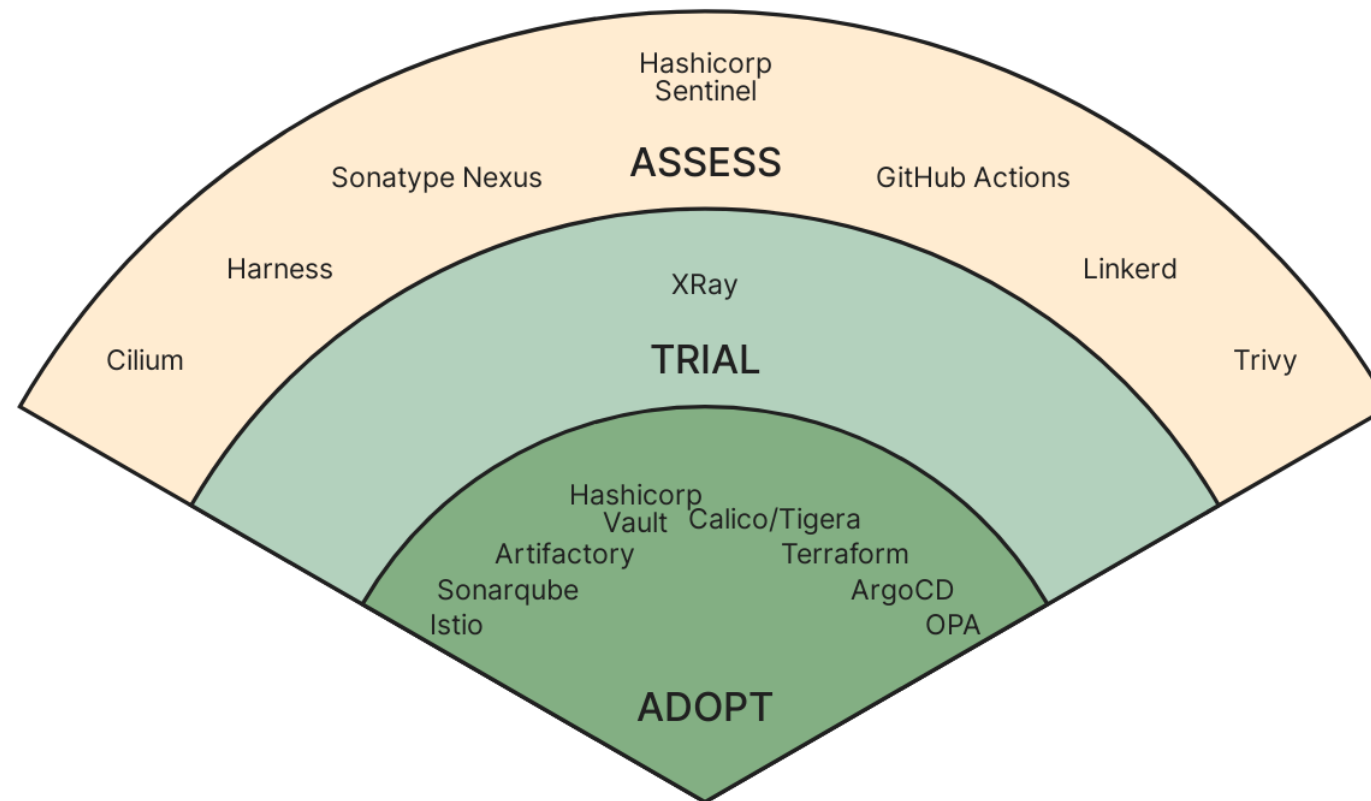 Hashicorp
Sentinel
ASSESS
Sonatype Nexus
GitHub Actions
Harness
Linkerd
Cilium
Trivy
XRay
TRIAL
Hashicorp
Vault
Calico/Tigera
Artifactory
Terraform
Sonarqube
ArgoCD
Istio
OPA
ADOPT